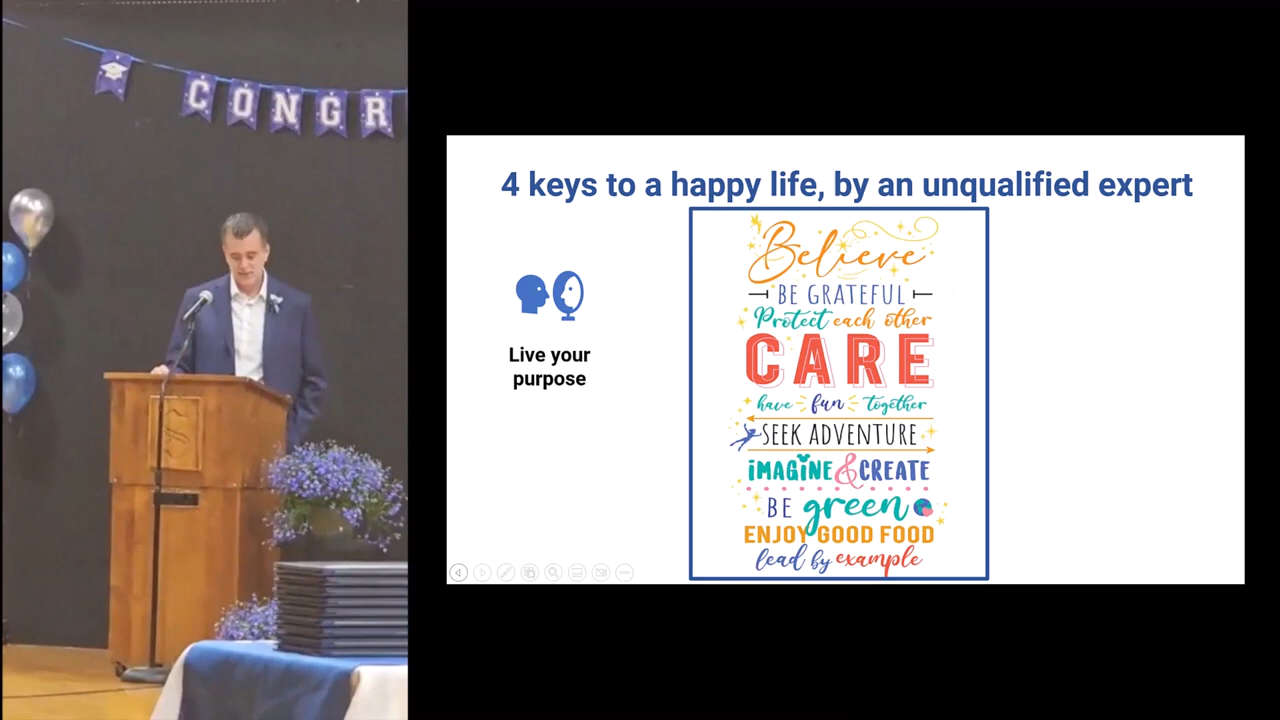 CONGR
4 keys to a happy life, by an unqualified expert
Live your
purpose
Believe
BE GRATEFUL
Protect each other
CARE
have fun together
SEEK ADVENTURE
iMAGiNE & CREATE
BE green
ENJOY GOOD FOOD
lead by example
S